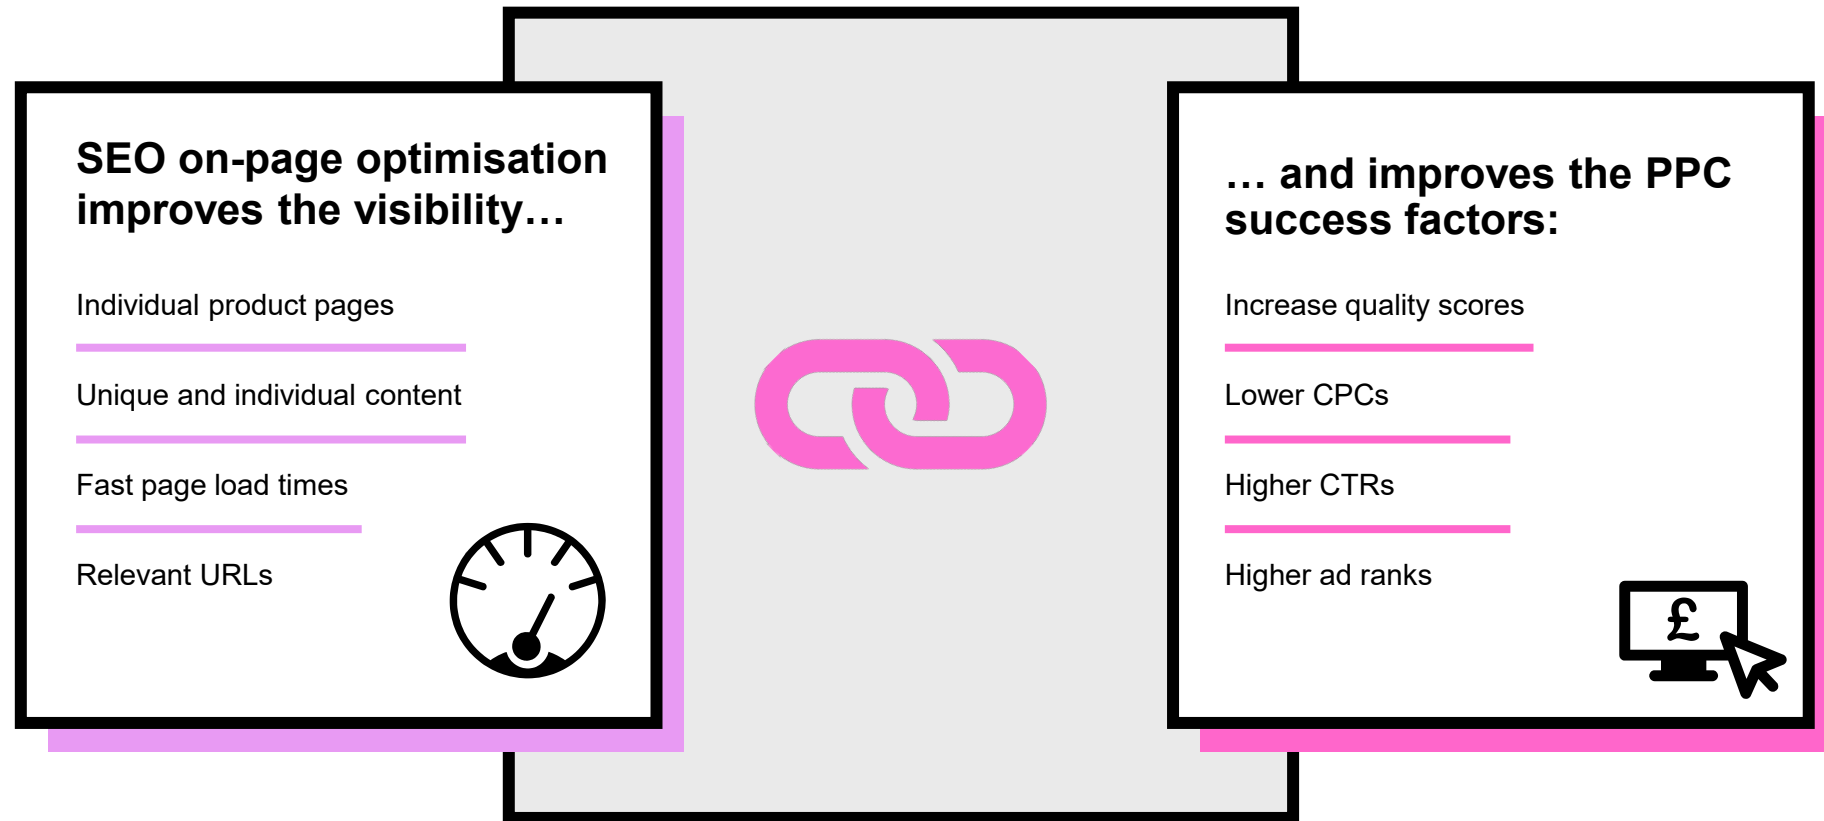 SEO on-page optimisation
improves the visibility…
Individual product pages
Unique and individual content
Fast page load times
Relevant URLs
… and improves the PPC
success factors:
Increase quality scores
Lower CPCs
Higher CTRs
Higher ad ranks
£